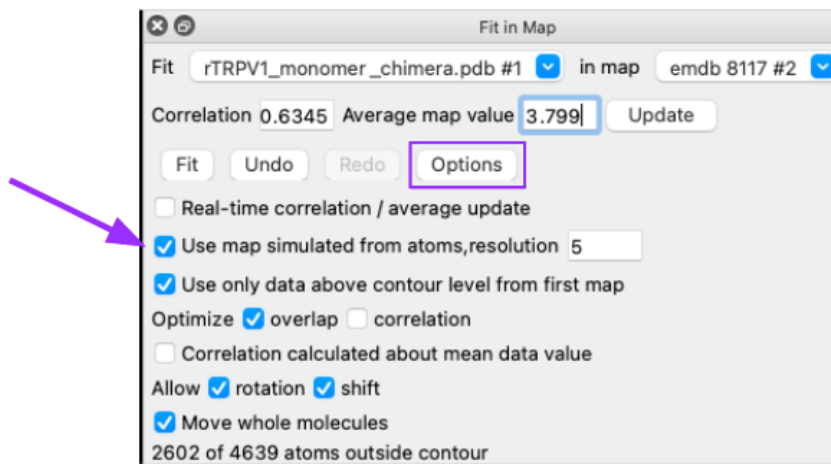 Fit in Map
Fit rTRPV1_monomer_chimera.pdb #1 in map emdb 8117 #2
Correlation 0.6345 Average map value 3.799 Update
Fit Undo Redo Options
Real-time correlation / average update
Use map simulated from atoms,resolution 5
Use only data above contour level from first map
Optimize overlap correlation
Correlation calculated about mean data value
Allow rotation shift
Move whole molecules
2602 of 4639 atoms outside contour